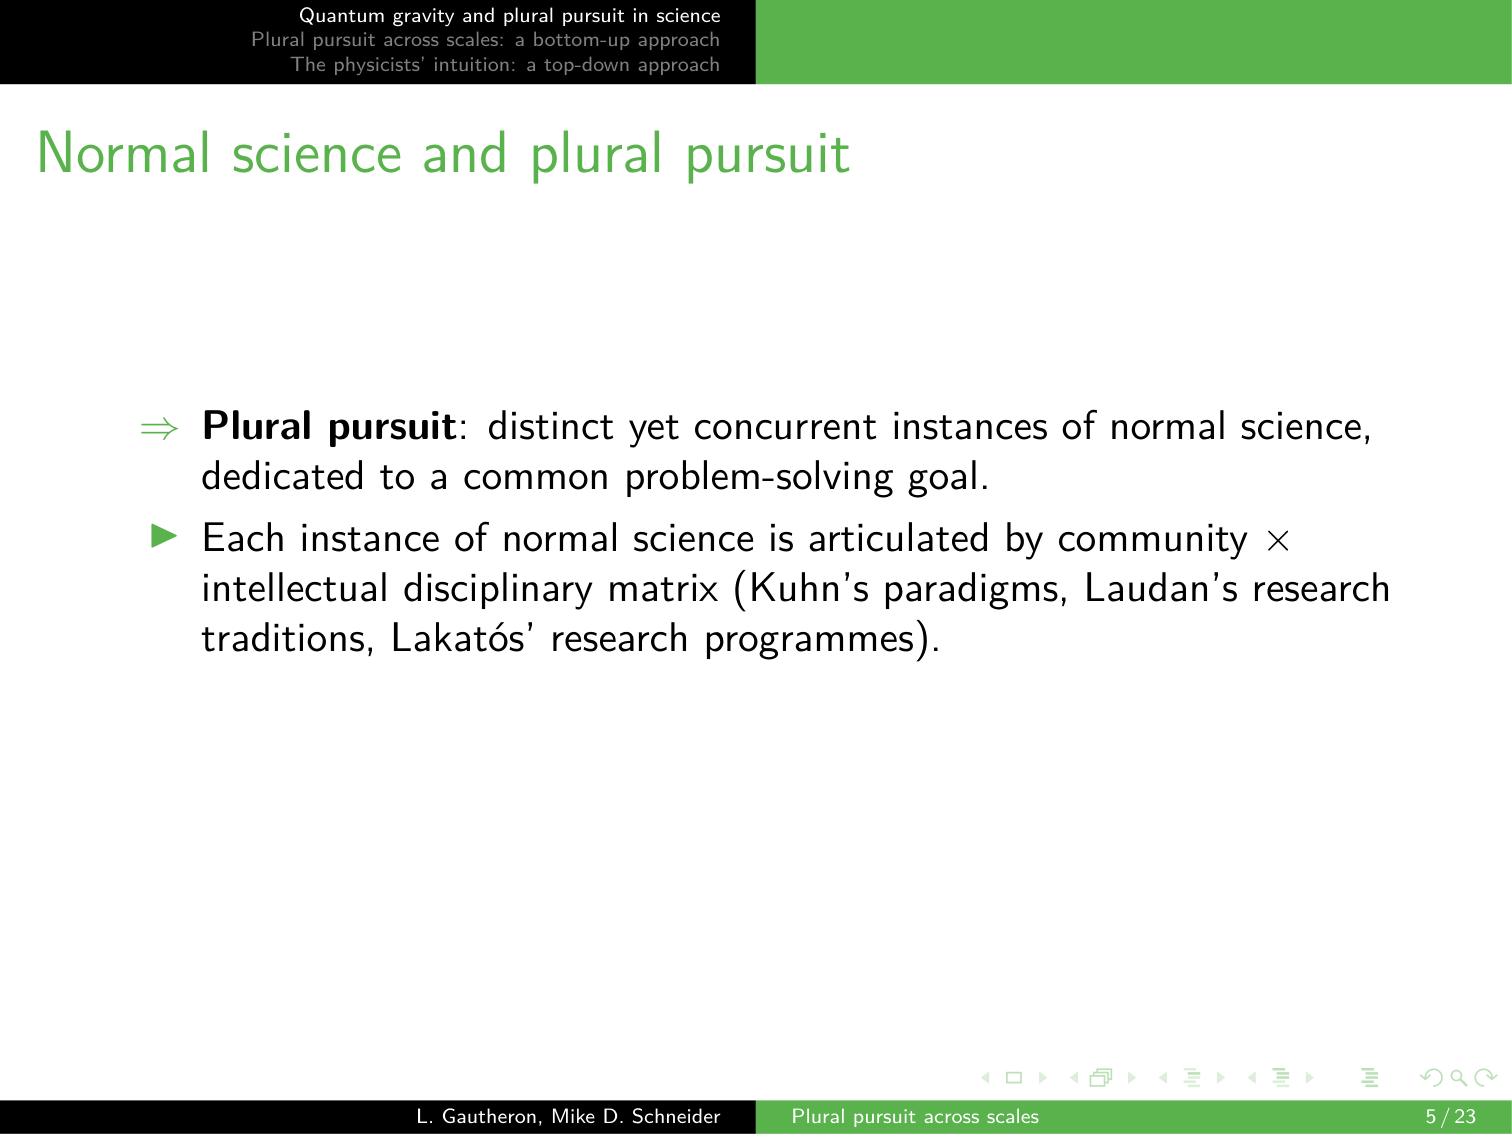 Quantum gravity and plural pursuit in science
Plural pursuit across scales: a bottom-up approach
The physicists' intuition: a top-down approach
Normal science and plural pursuit
⇒ Plural pursuit: distinct yet concurrent instances of normal science,
dedicated to a common problem-solving goal.
▶ Each instance of normal science is articulated by community ×
intellectual disciplinary matrix (Kuhn's paradigms, Laudan's research
traditions, Lakatós' research programmes).
L. Gautheron, Mike D. Schneider
Plural pursuit across scales
5 / 23